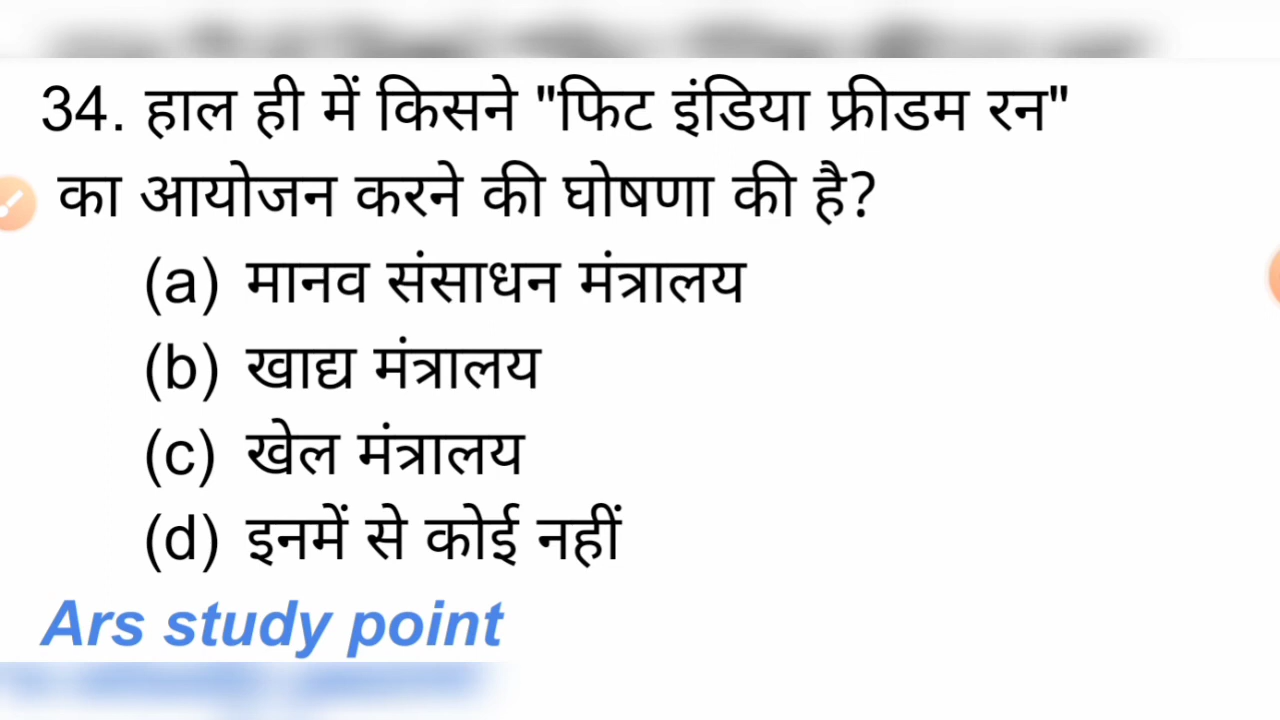 34. हाल ही में किसने "फिट इंडिया फ्रीडम रन"
का आयोजन करने की घोषणा की है?
(a) मानव संसाधन मंत्रालय
(b) खाद्य मंत्रालय
(c) खेल मंत्रालय
(d) इनमें से कोई नहीं
Ars study point